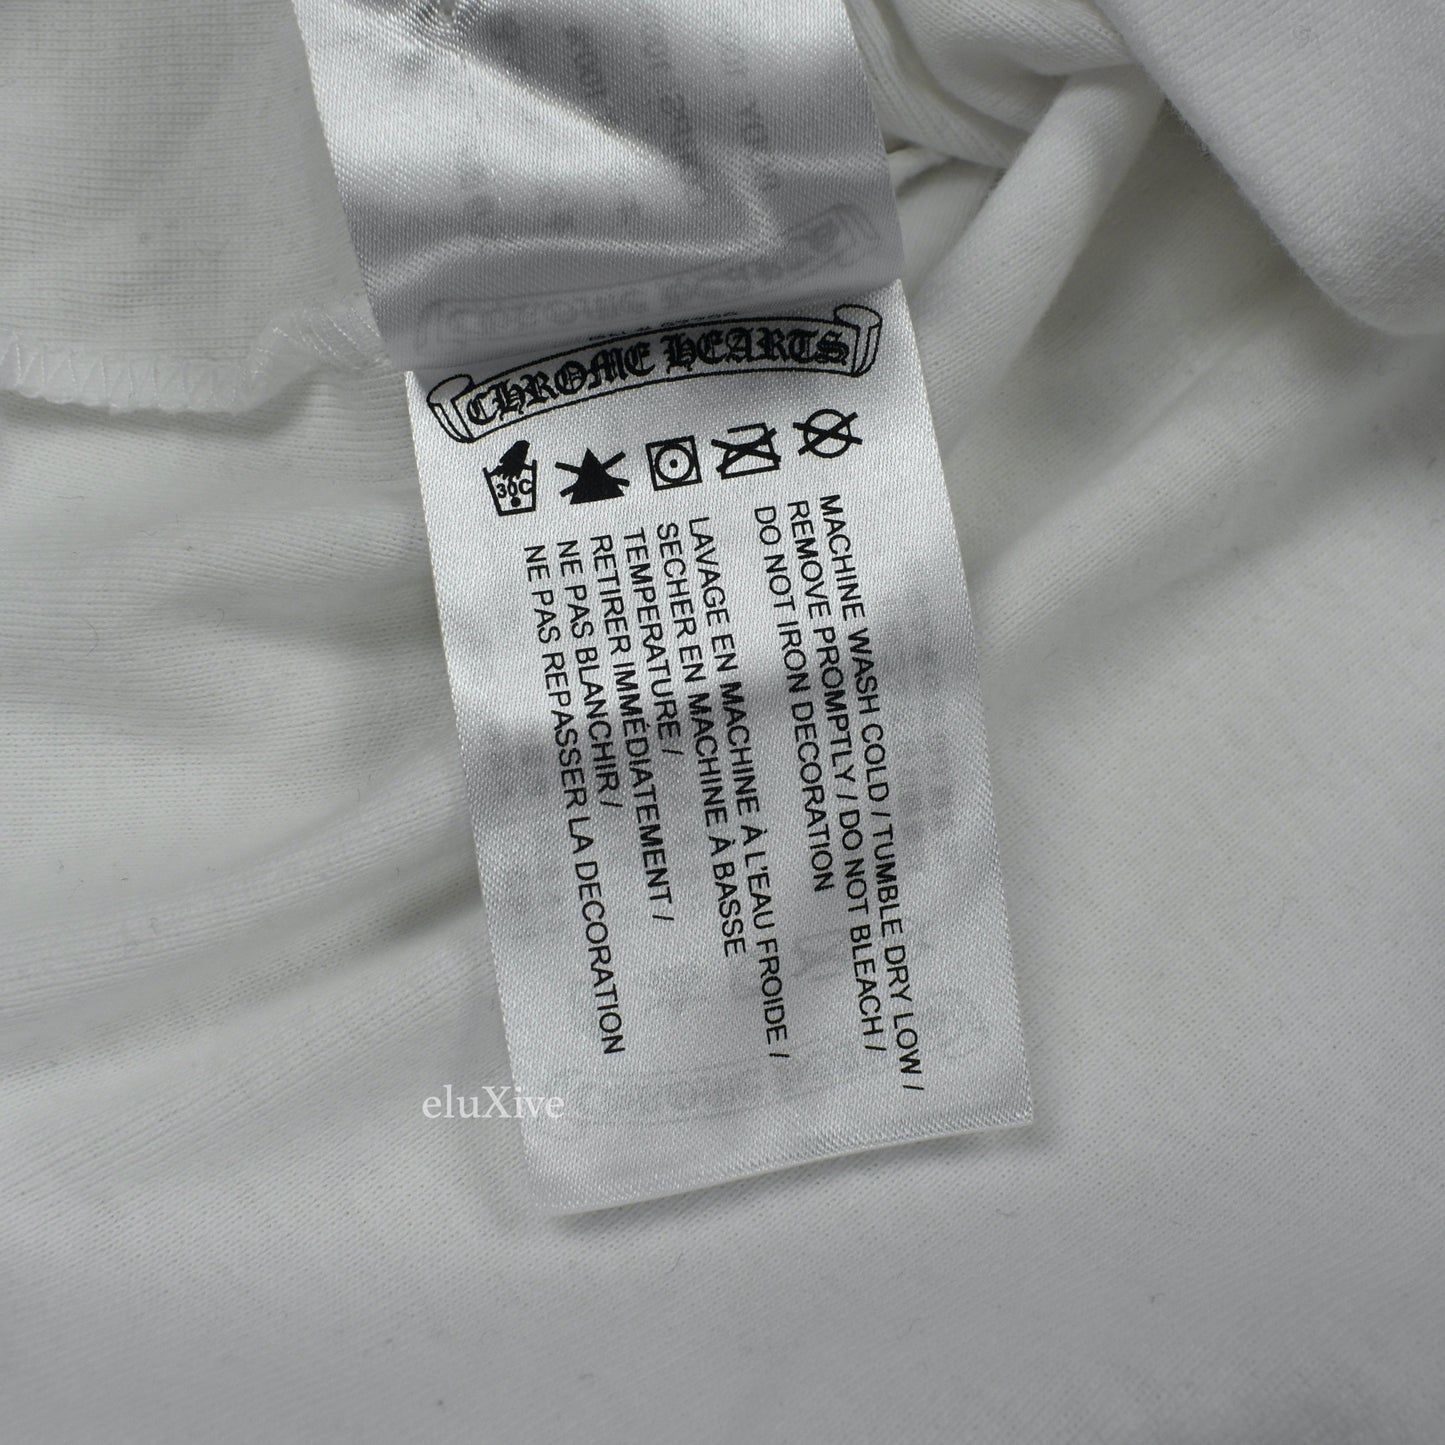 CHROME HEARTS
30C
MACHINE WASH COLD / TUMBLE DRY LOW /
REMOVE PROMPTLY / DO NOT BLEACH /
DO NOT IRON DECORATION
LAVAGE EN MACHINE À L'EAU FROIDE /
SECHER EN MACHINE À BASSE
TEMPERATURE /
RETIRER IMMÉDIATEMENT /
NE PAS BLANCHIR /
NE PAS REPASSER LA DECORATION
eluXive